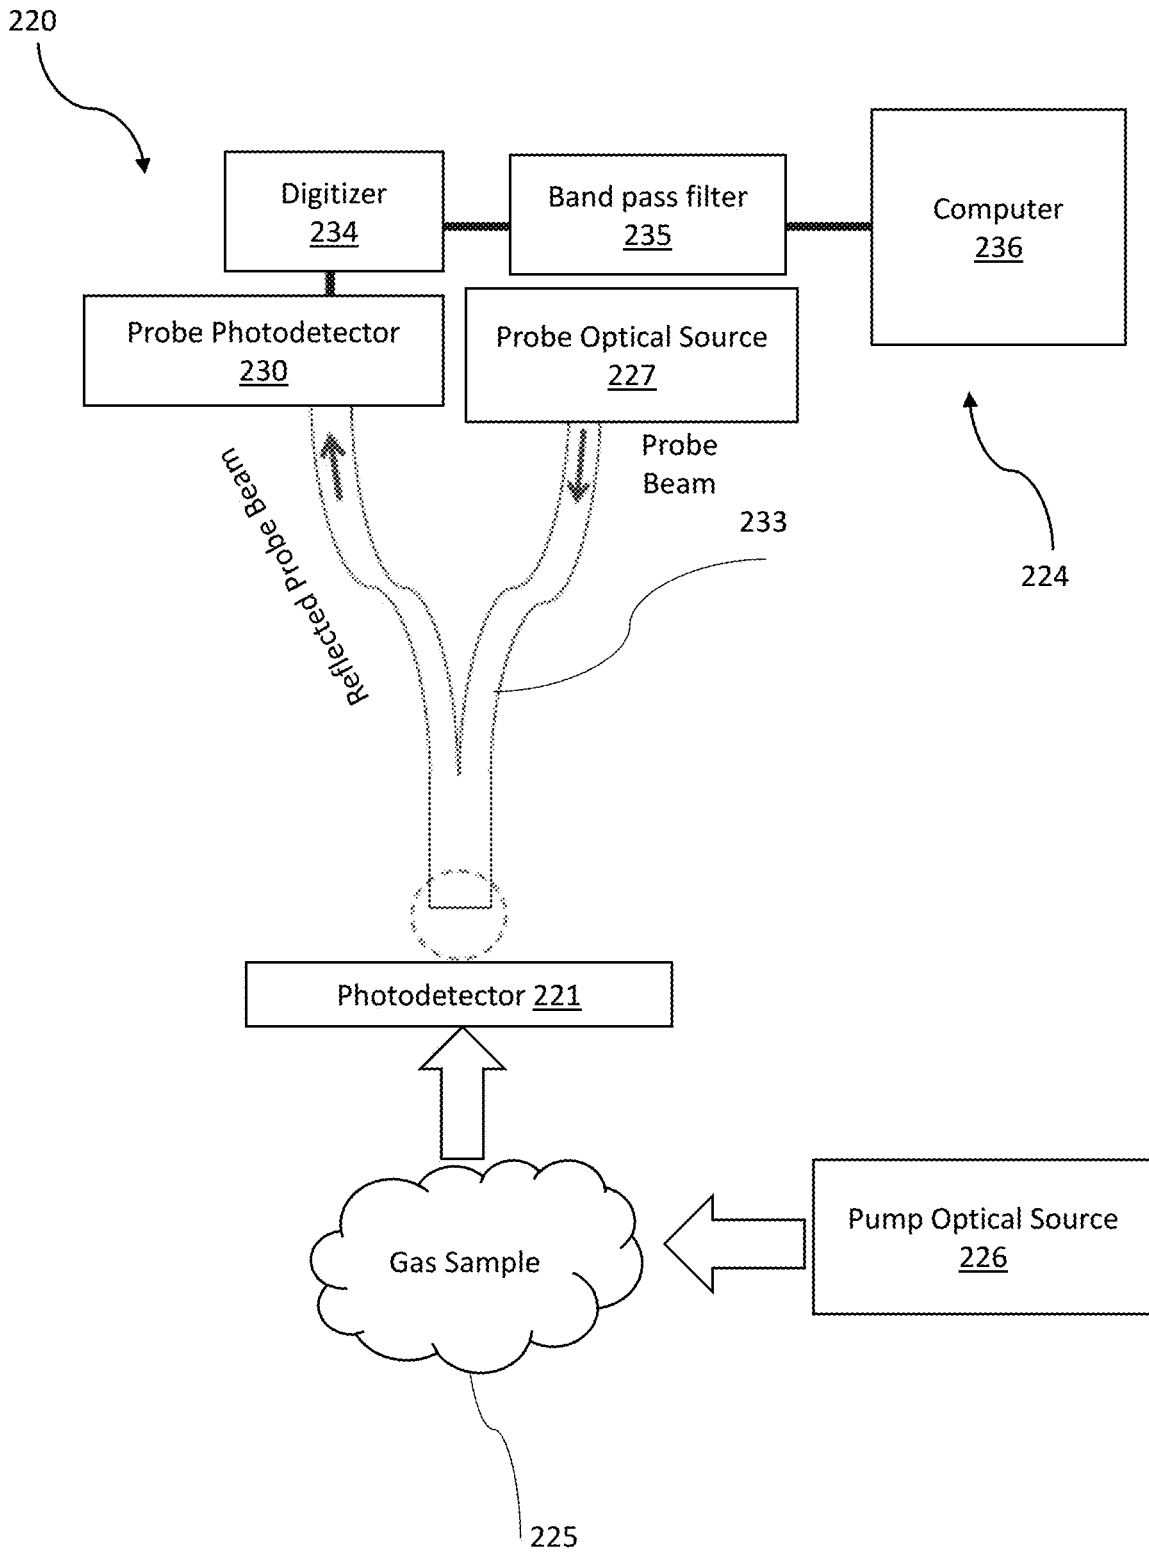 220
Digitizer
234
Band pass filter
235
Computer
236
Probe Photodetector
230
Probe Optical Source
227
Reflected Probe Beam
Probe
Beam
233
224
Photodetector 221
Gas Sample
Pump Optical Source
226
225